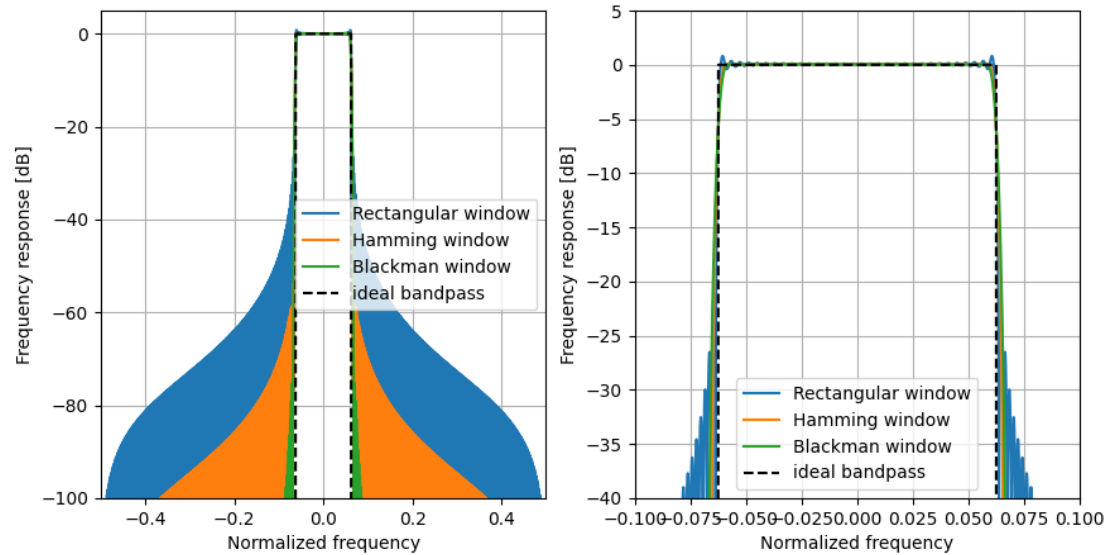 0
−20
−40
−60
−80
−100
−0.4
−0.2
0.0
0.2
0.4
Frequency response [dB]
Normalized frequency
Rectangular window
Hamming window
Blackman window
ideal bandpass
5
0
−5
−10
−15
−20
−25
−30
−35
−40
−0.100
−0.075
−0.050
−0.025
0.000
0.025
0.050
0.075
0.100
Frequency response [dB]
Normalized frequency
Rectangular window
Hamming window
Blackman window
ideal bandpass